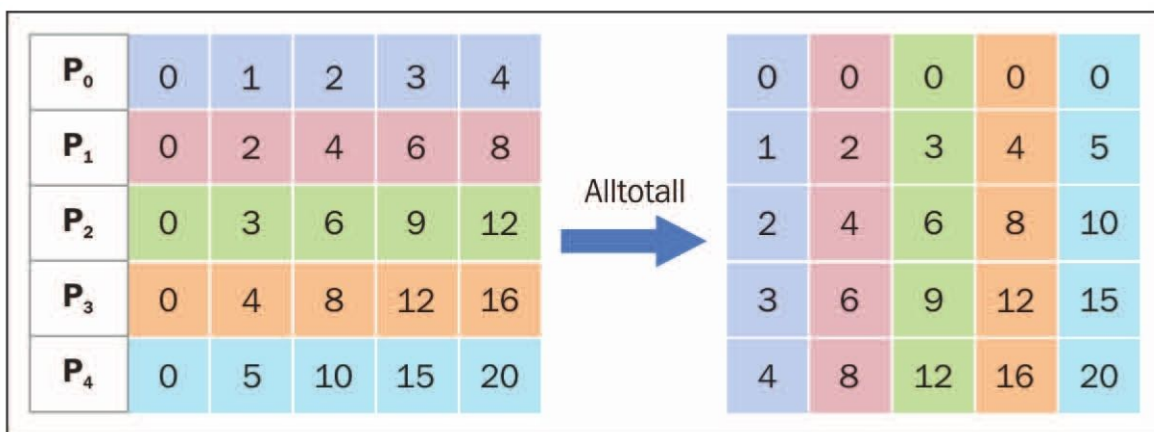 P₀ 0 1 2 3 4 0 0 0 0 0
P₁ 0 2 4 6 8 1 2 3 4 5
Alltotall
P₂ 0 3 6 9 12 2 4 6 8 10
P₃ 0 4 8 12 16 3 6 9 12 15
P₄ 0 5 10 15 20 4 8 12 16 20